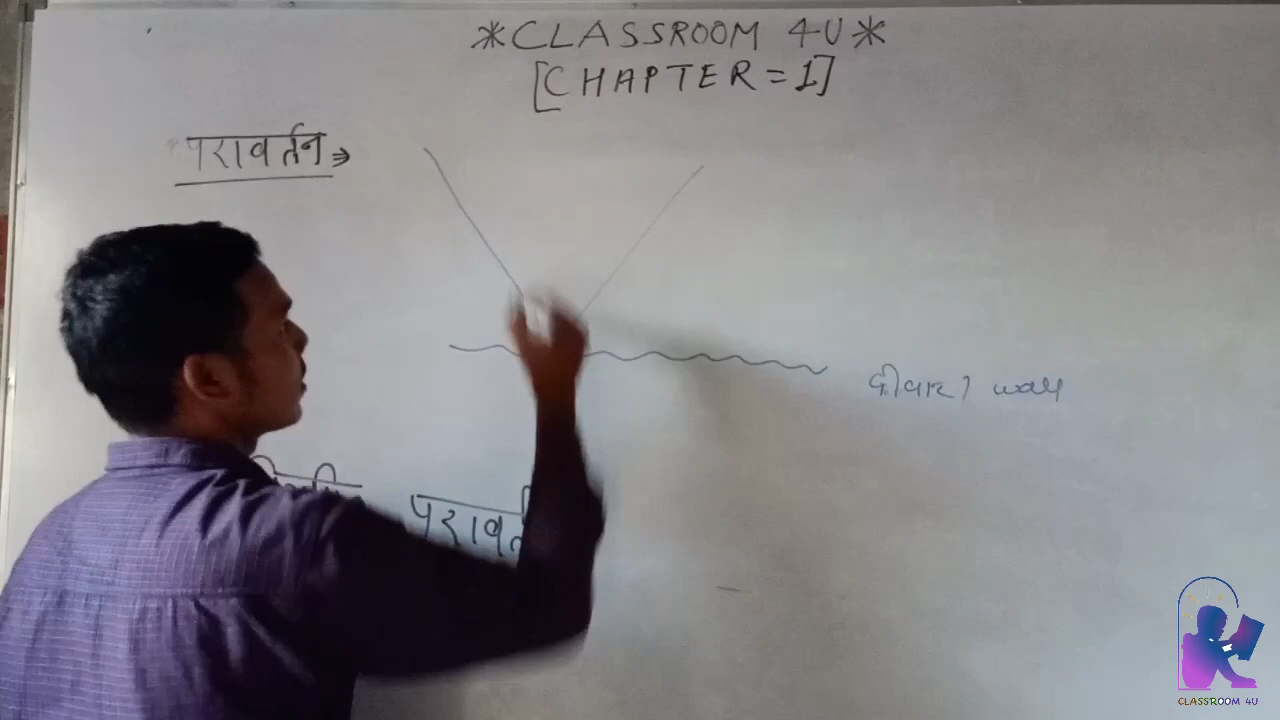 *CLASSROOM 4U*
[CHAPTER = 1]
परावर्तन ⇒
दीवार) wall
CLASSROOM 4U